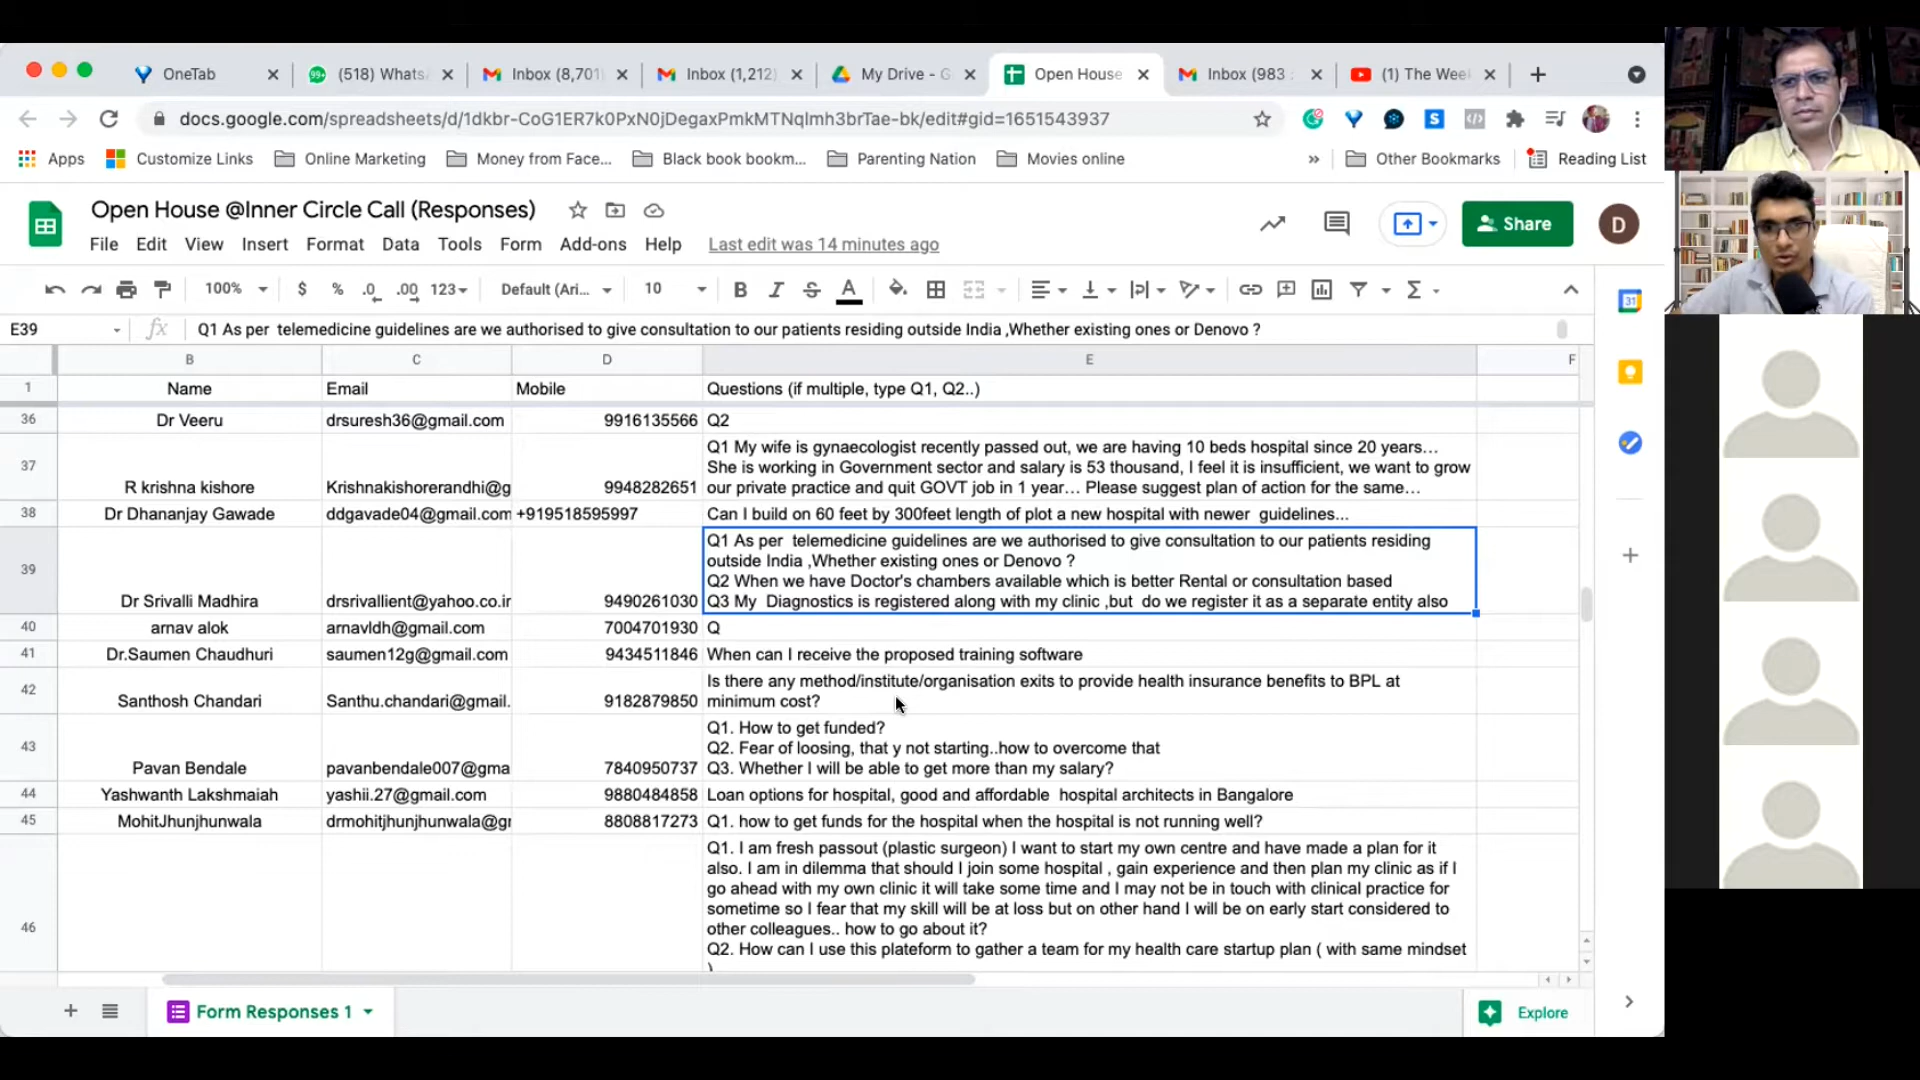 OneTab
(518) Whats
Inbox (8,701
Inbox (1,212)
My Drive - G
Open House
Inbox (983
(1) The Wee
docs.google.com/spreadsheets/d/1dkbr-CoG1ER7k0PxN0jDegaxPmkMTNqlmh3brTae-bk/edit#gid=1651543937
Apps
Customize Links
Online Marketing
Money from Face...
Black book bookm...
Parenting Nation
Movies online
»
Other Bookmarks
Reading List
Open House @Inner Circle Call (Responses)
File Edit View Insert Format Data Tools Form Add-ons Help Last edit was 14 minutes ago
Share
D
100% $ % .0 .00 123 Default (Ari... 10 B I S A
31
E39 fx Q1 As per telemedicine guidelines are we authorised to give consultation to our patients residing outside India ,Whether existing ones or Denovo ?
B C D E F
1 Name Email Mobile Questions (if multiple, type Q1, Q2..)
36 Dr Veeru drsuresh36@gmail.com 9916135566 Q2
Q1 My wife is gynaecologist recently passed out, we are having 10 beds hospital since 20 years...
37 She is working in Government sector and salary is 53 thousand, I feel it is insufficient, we want to grow
R krishna kishore Krishnakishorerandhi@g 9948282651 our private practice and quit GOVT job in 1 year... Please suggest plan of action for the same...
38 Dr Dhananjay Gawade ddgavade04@gmail.com +919518595997 Can I build on 60 feet by 300feet length of plot a new hospital with newer guidelines...
Q1 As per telemedicine guidelines are we authorised to give consultation to our patients residing
outside India ,Whether existing ones or Denovo ?
39 Q2 When we have Doctor's chambers available which is better Rental or consultation based
Dr Srivalli Madhira drsrivallient@yahoo.co.ir 9490261030 Q3 My Diagnostics is registered along with my clinic ,but do we register it as a separate entity also
40 arnav alok arnavldh@gmail.com 7004701930 Q
41 Dr.Saumen Chaudhuri saumen12g@gmail.com 9434511846 When can I receive the proposed training software
42 Is there any method/institute/organisation exits to provide health insurance benefits to BPL at
Santhosh Chandari Santhu.chandari@gmail. 9182879850 minimum cost?
Q1. How to get funded?
43 Q2. Fear of loosing, that y not starting..how to overcome that
Pavan Bendale pavanbendale007@gma 7840950737 Q3. Whether I will be able to get more than my salary?
44 Yashwanth Lakshmaiah yashii.27@gmail.com 9880484858 Loan options for hospital, good and affordable hospital architects in Bangalore
45 MohitJhunjhunwala drmohitjhunjhunwala@gr 8808817273 Q1. how to get funds for the hospital when the hospital is not running well?
Q1. I am fresh passout (plastic surgeon) I want to start my own centre and have made a plan for it
also. I am in dilemma that should I join some hospital , gain experience and then plan my clinic as if I
go ahead with my own clinic it will take some time and I may not be in touch with clinical practice for
sometime so I fear that my skill will be at loss but on other hand I will be on early start considered to
46 other colleagues.. how to go about it?
Q2. How can I use this plateform to gather a team for my health care startup plan ( with same mindset
)
Form Responses 1
Explore